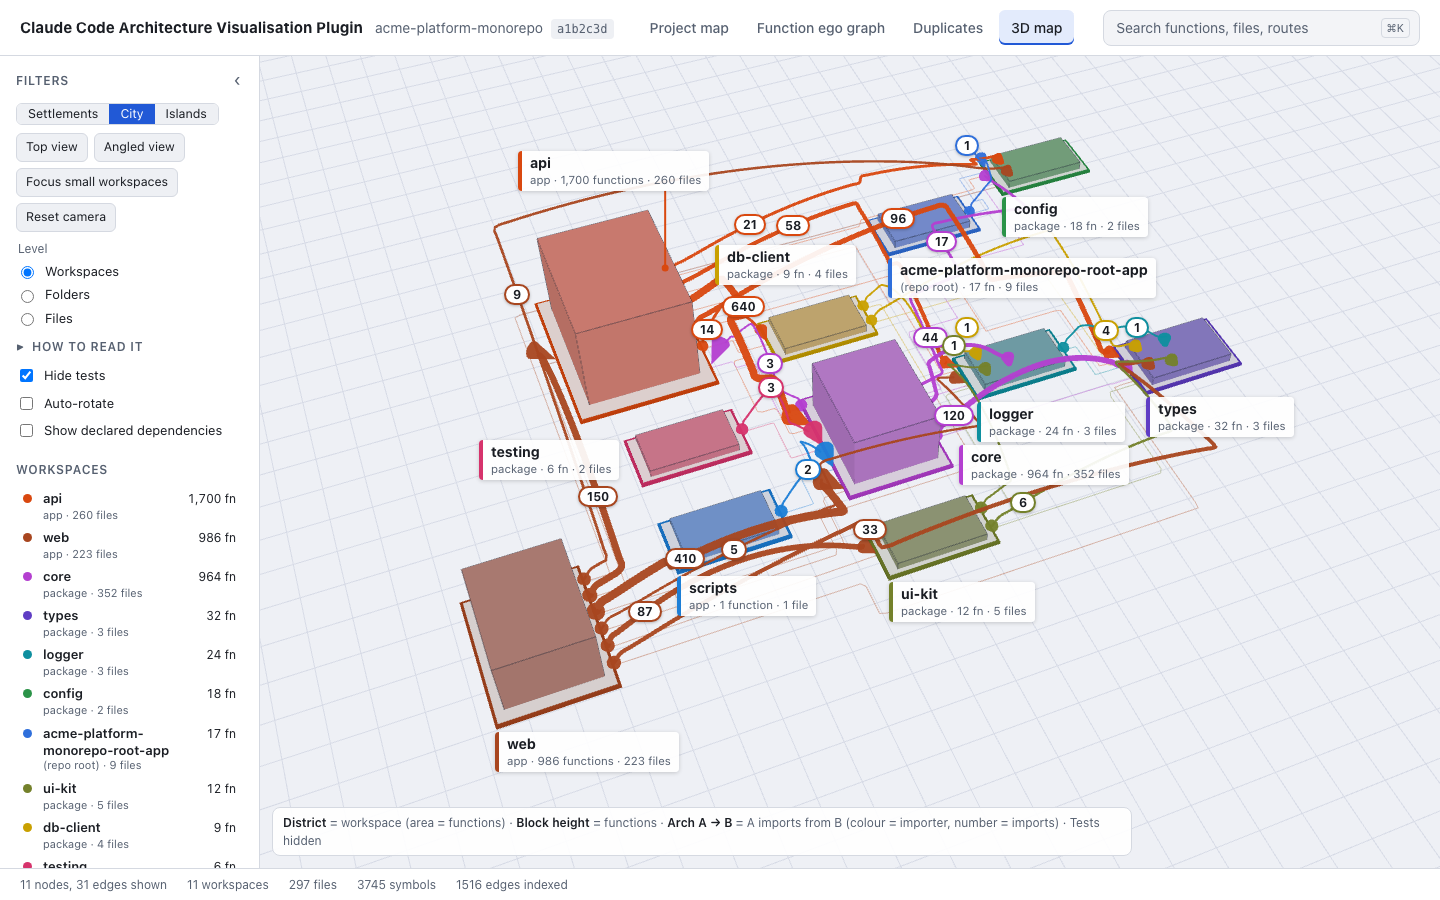 Claude Code Architecture Visualisation Plugin
acme-platform-monorepo
a1b2c3d
Project map
Function ego graph
Duplicates
3D map
Search functions, files, routes
⌘K
FILTERS
Settlements
City
Islands
Top view
Angled view
Focus small workspaces
Reset camera
Level
Workspaces
Folders
Files
HOW TO READ IT
Hide tests
Auto-rotate
Show declared dependencies
WORKSPACES
api
1,700 fn
app · 260 files
web
986 fn
app · 223 files
core
964 fn
package · 352 files
types
32 fn
package · 3 files
logger
24 fn
package · 3 files
config
18 fn
package · 2 files
acme-platform-
monorepo-root-app
17 fn
(repo root) · 9 files
ui-kit
12 fn
package · 5 files
db-client
9 fn
package · 4 files
testing
6 fn
1
api
app · 1,700 functions · 260 files
config
package · 18 fn · 2 files
21
58
96
17
db-client
package · 9 fn · 4 files
acme-platform-monorepo-root-app
(repo root) · 17 fn · 9 files
9
640
14
44
1
1
4
1
3
3
120
logger
package · 24 fn · 3 files
types
package · 32 fn · 3 files
testing
package · 6 fn · 2 files
core
package · 964 fn · 352 files
2
150
6
33
5
410
scripts
app · 1 function · 1 file
ui-kit
package · 12 fn · 5 files
87
web
app · 986 functions · 223 files
District = workspace (area = functions) · Block height = functions · Arch A → B = A imports from B (colour = importer, number = imports) · Tests
hidden
11 nodes, 31 edges shown
11 workspaces
297 files
3745 symbols
1516 edges indexed